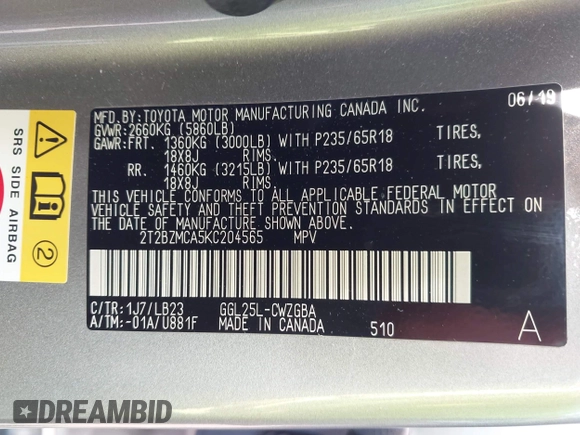 MFD.BY:TOYOTA MOTOR MANUFACTURING CANADA INC. 06/19
GVWR:2660KG (5860LB)
GAWR:FRT. 1360KG (3000LB) WITH P235/65R18 TIRES,
18X8J RIMS.
RR. 1460KG (3215LB) WITH P235/65R18 TIRES,
18X8J RIMS.
THIS VEHICLE CONFORMS TO ALL APPLICABLE FEDERAL MOTOR
VEHICLE SAFETY AND THEFT PREVENTION STANDARDS IN EFFECT ON
THE DATE OF MANUFACTURE SHOWN ABOVE.
2T2BZMCA5KC204565 MPV
C/TR:1J7/LB23 GGL25L-CWZGBA
A/TM:-01A/U881F MADE IN CANADA 510 A
SRS SIDE AIRBAG
2
DREAMBID